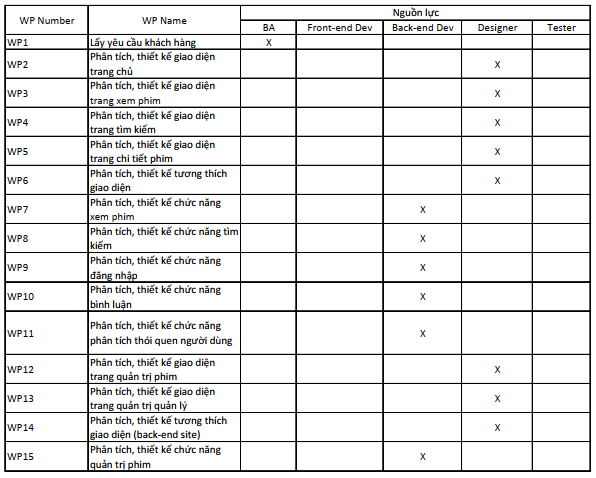 WP Number WP Name Nguồn lực
BA Front-end Dev Back-end Dev Designer Tester
WP1 Lấy yêu cầu khách hàng X
WP2 Phân tích, thiết kế giao diện
trang chủ X
WP3 Phân tích, thiết kế giao diện
trang xem phim X
WP4 Phân tích, thiết kế giao diện
trang tìm kiếm X
WP5 Phân tích, thiết kế giao diện
trang chi tiết phim X
WP6 Phân tích, thiết kế tương thích
giao diện X
WP7 Phân tích, thiết kế chức năng
xem phim X
WP8 Phân tích, thiết kế chức năng tìm
kiếm X
WP9 Phân tích, thiết kế chức năng
đăng nhập X
WP10 Phân tích, thiết kế chức năng
bình luận X
WP11 Phân tích, thiết kế chức năng
phân tích thói quen người dùng X
WP12 Phân tích, thiết kế giao diện
trang quản trị phim X
WP13 Phân tích, thiết kế giao diện
trang quản trị quản lý X
WP14 Phân tích, thiết kế tương thích
giao diện (back-end site) X
WP15 Phân tích, thiết kế chức năng
quản trị phim X